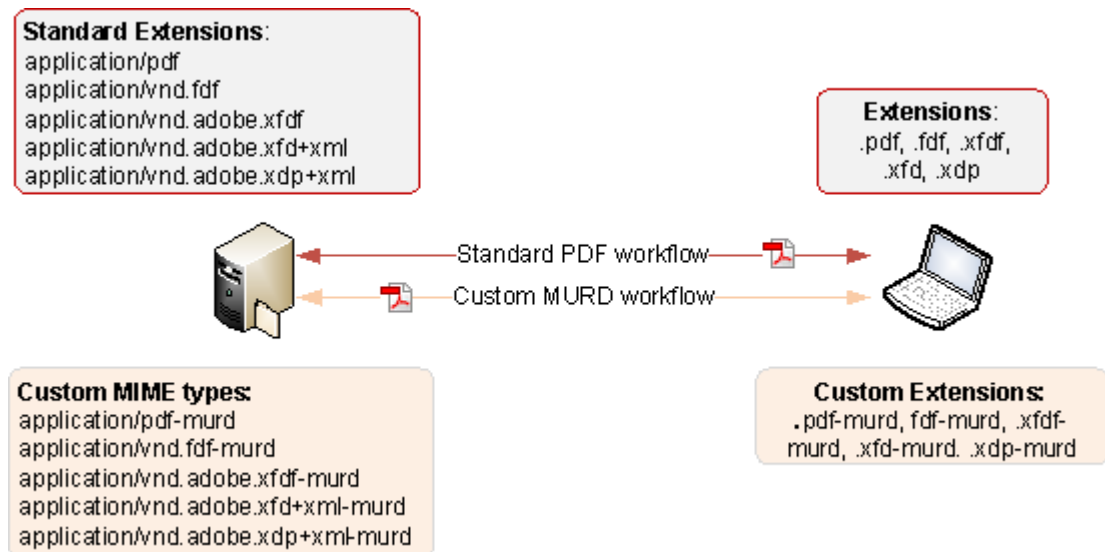 Standard Extensions:
application/pdf
application/vnd.fdf
application/vnd.adobe.xfdf
application/vnd.adobe.xfd+xml
application/vnd.adobe.xdp+xml
Extensions:
.pdf, .fdf, .xfdf,
.xfd, .xdp
Standard PDF workflow
Custom MURD workflow
Custom MIME types:
application/pdf-murd
application/vnd.fdf-murd
application/vnd.adobe.xfdf-murd
application/vnd.adobe.xfd+xml-murd
application/vnd.adobe.xdp+xml-murd
Custom Extensions:
.pdf-murd, fdf-murd, .xfdf-
murd, .xfd-murd. .xdp-murd